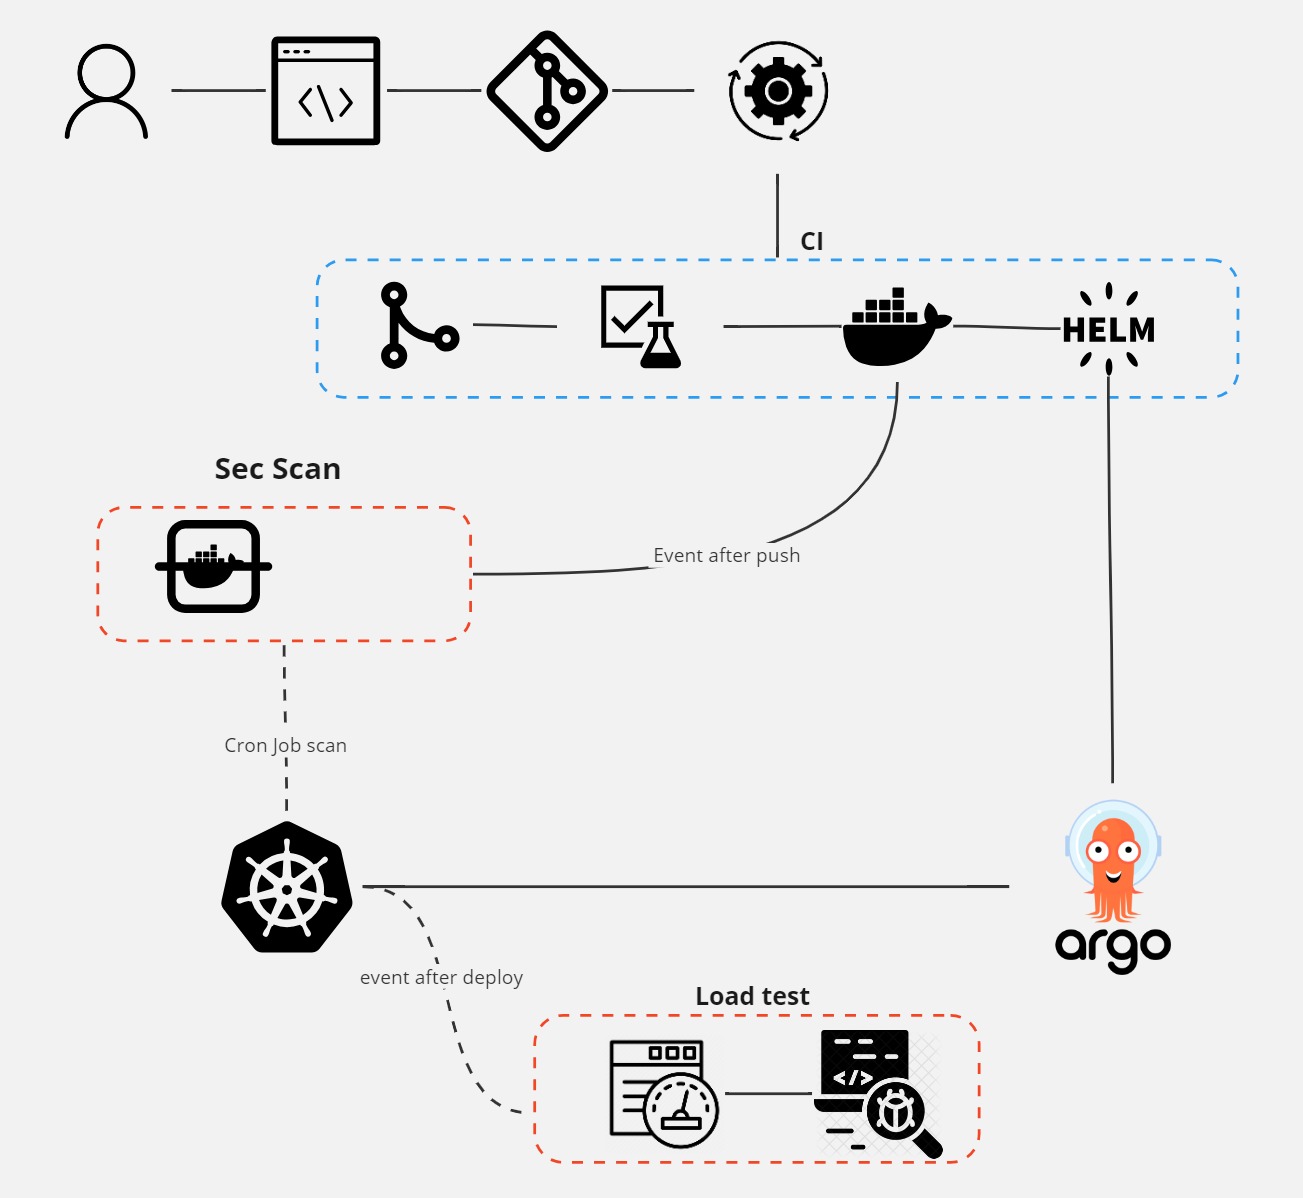 CI
HELM
Sec Scan
Event after push
Cron Job scan
argo
event after deploy
Load test